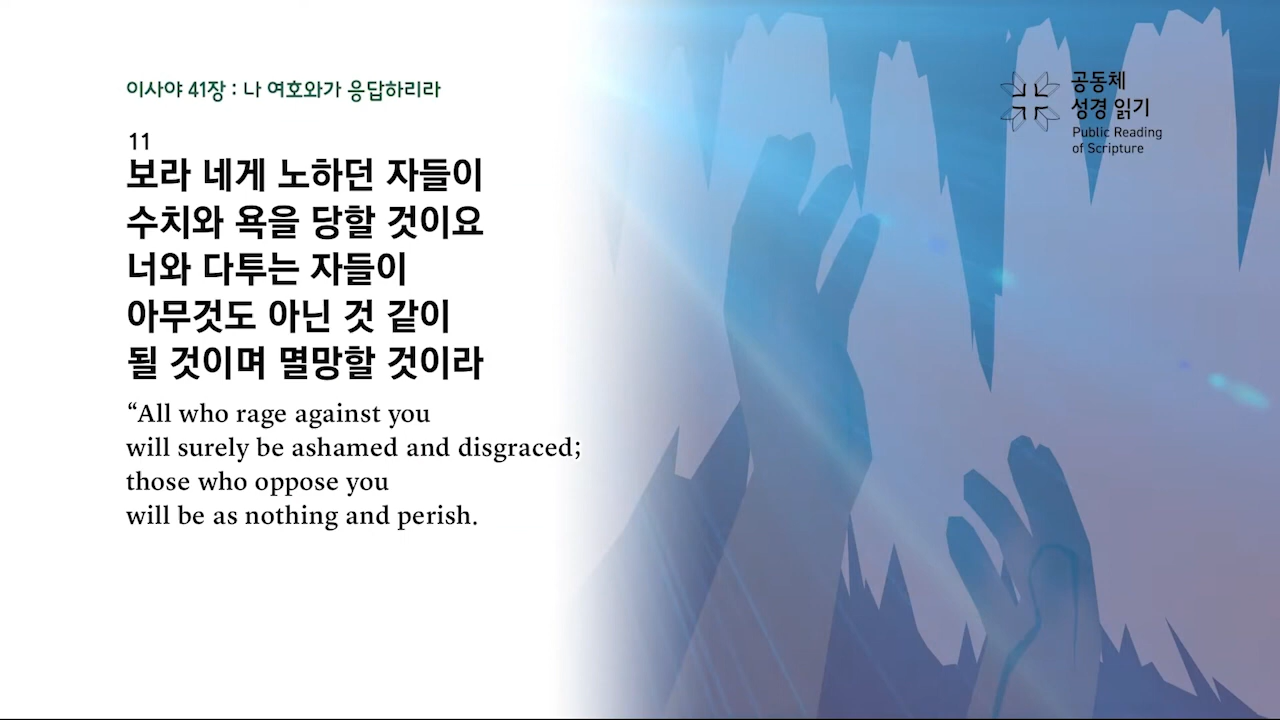 이사야 41장 : 나 여호와가 응답하리라
공동체
성경 읽기
Public Reading
of Scripture
11
보라 네게 노하던 자들이
수치와 욕을 당할 것이요
너와 다투는 자들이
아무것도 아닌 것 같이
될 것이며 멸망할 것이라
“All who rage against you
will surely be ashamed and disgraced;
those who oppose you
will be as nothing and perish.